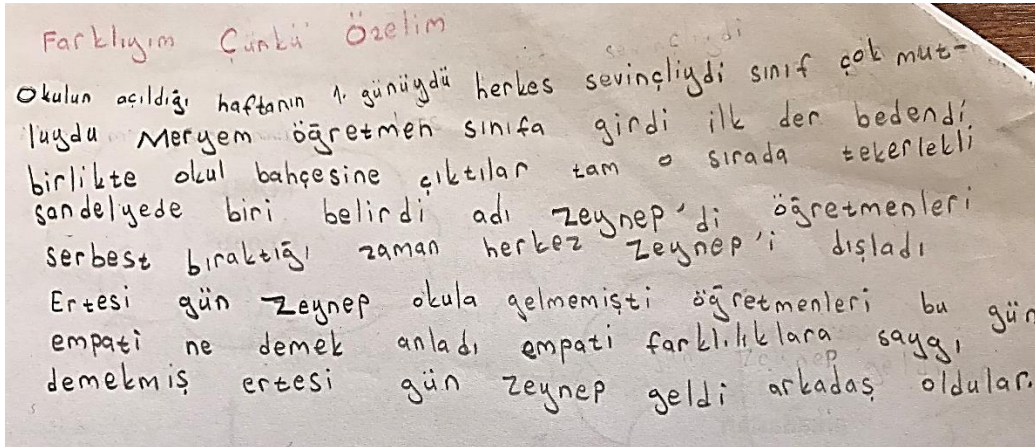 Farklıyım Çünkü Özelim
Okulun açıldığı haftanın 1. günüydü herkes sevinçliydi sınıf çok mut-
luydu Meryem öğretmen sınıfa girdi ilk der bedendi
birlikte okul bahçesine çıktılar tam o sırada tekerlekli
sandelyede biri belirdi adı Zeynep'di öğretmenleri
serbest bıraktığı zaman herkez Zeynep'i dışladı
Ertesi gün Zeynep okula gelmemişti öğretmenleri bu gün
empati ne demek anladı empati farklılıklara saygı
demekmiş ertesi gün Zeynep geldi arkadaş oldular.